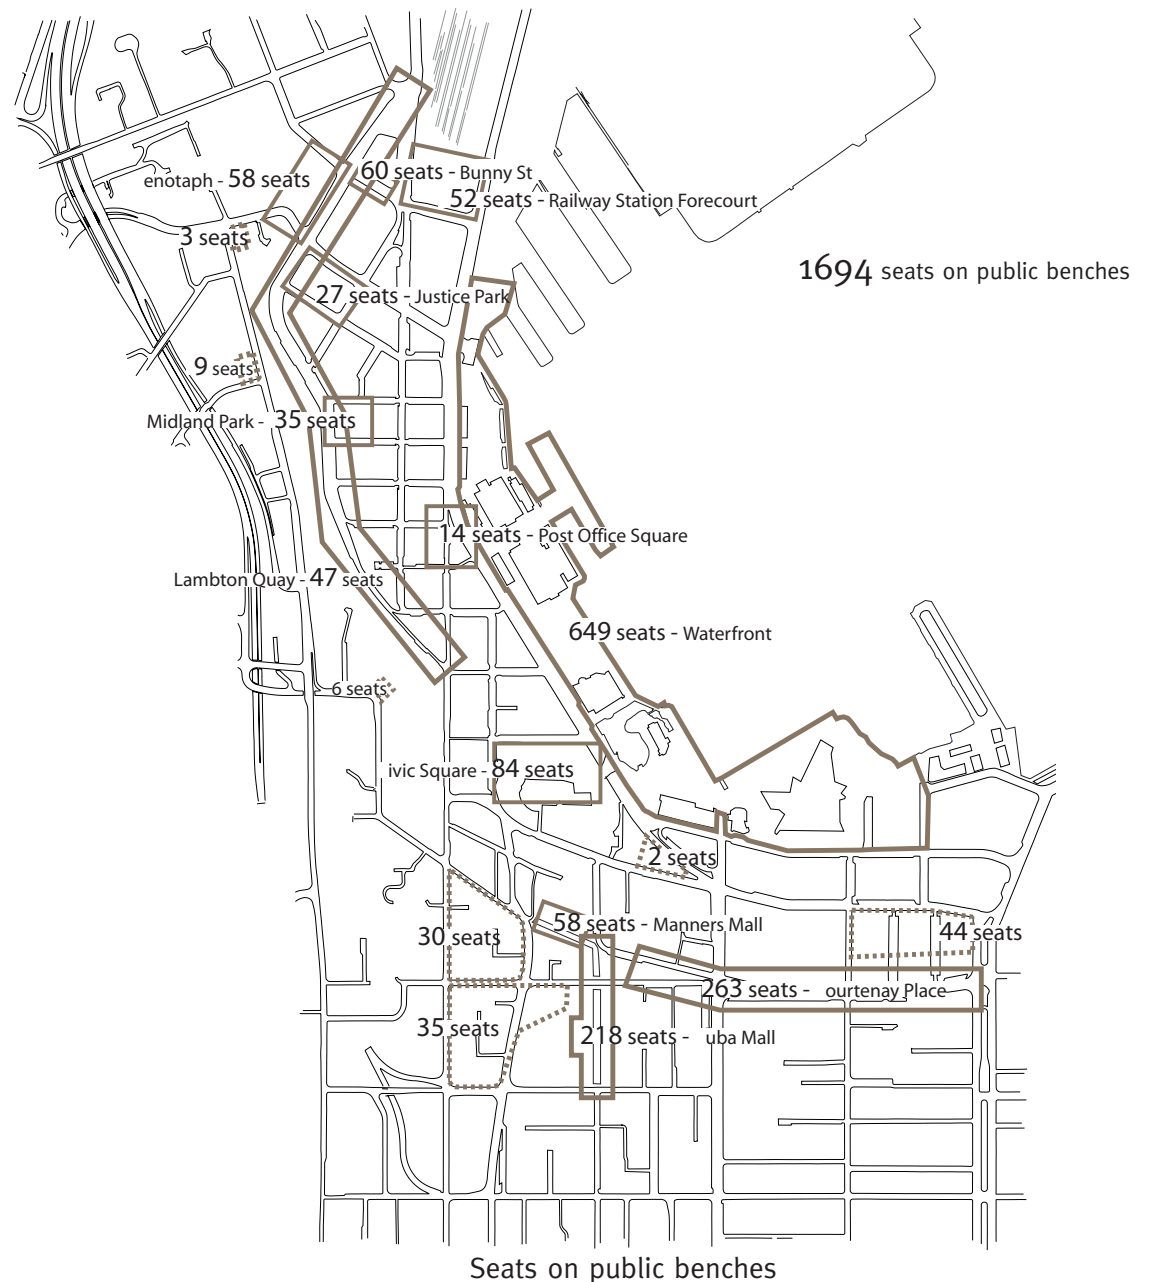 60 seats - Bunny St
enotaph - 58 seats
52 seats - Railway Station Forecourt
3 seats
1694 seats on public benches
27 seats - Justice Park
9 seats
Midland Park - 35 seats
14 seats - Post Office Square
Lambton Quay - 47 seats
649 seats - Waterfront
6 seats
ivic Square - 84 seats
2 seats
58 seats - Manners Mall
30 seats
44 seats
263 seats - ourtenay Place
35 seats
218 seats - uba Mall
Seats on public benches